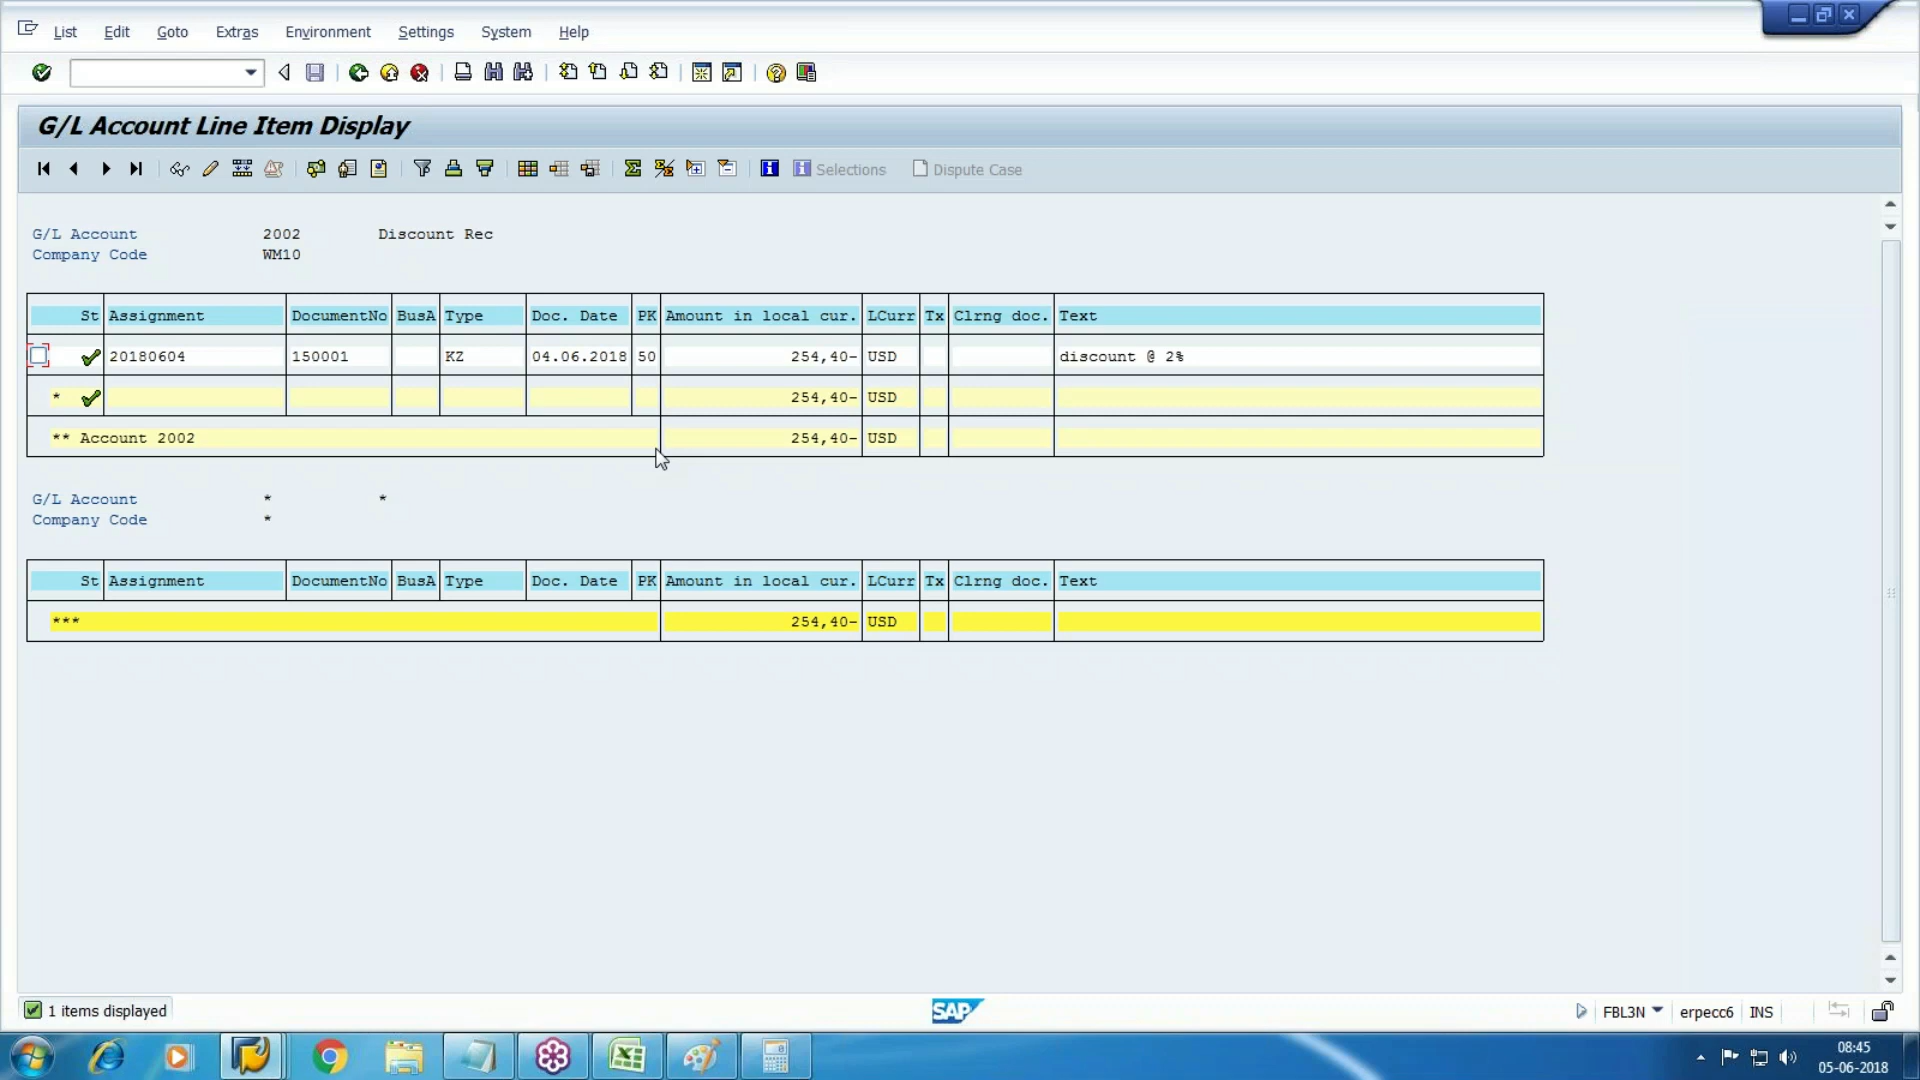 List Edit Goto Extras Environment Settings System Help
G/L Account Line Item Display
Selections Dispute Case
G/L Account 2002 Discount Rec
Company Code WM10
St Assignment DocumentNo BusA Type Doc. Date PK Amount in local cur. LCurr Tx Clrng doc. Text
20180604 150001 KZ 04.06.2018 50 254,40- USD discount @ 2%
* 254,40- USD
** Account 2002 254,40- USD
G/L Account * *
Company Code *
St Assignment DocumentNo BusA Type Doc. Date PK Amount in local cur. LCurr Tx Clrng doc. Text
*** 254,40- USD
1 items displayed
SAP
FBL3N erpecc6 INS
08:45
05-06-2018